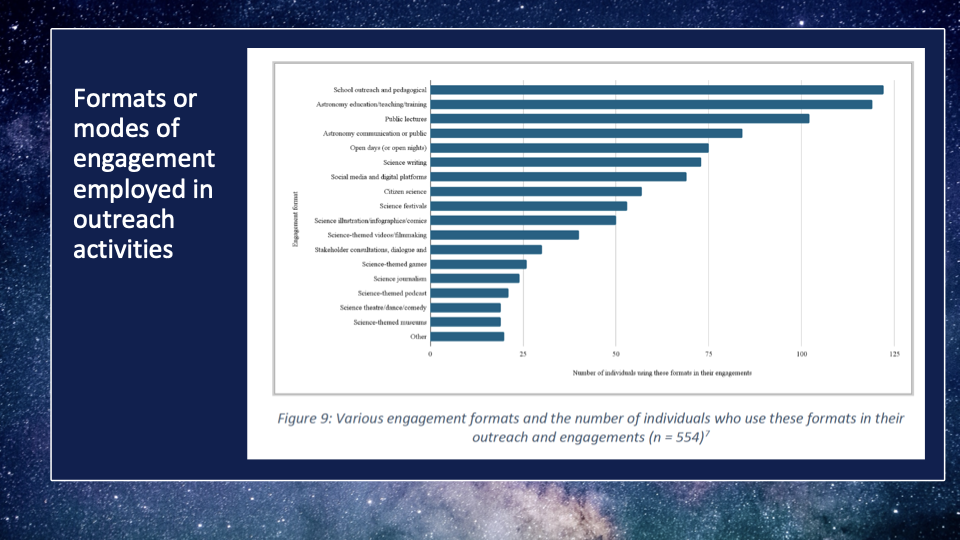 Formats or
modes of
engagement
employed in
outreach
activities
School outreach and pedagogical
Astronomy education/teaching/training
Public lectures
Astronomy communication or public
Open days (or open nights)
Science writing
Social media and digital platforms
Citizen science
Science festivals
Science illustration/infographics/comics
Science-themed videos/filmmaking
Stakeholder consultations, dialogue and
Science-themed games
Science journalism
Science-themed podcast
Science theatre/dance/comedy
Science-themed museums
Other
Engagement format
0 25 50 75 100 125
Number of individuals using these formats in their engagements
Figure 9: Various engagement formats and the number of individuals who use these formats in their
outreach and engagements (n = 554)⁷